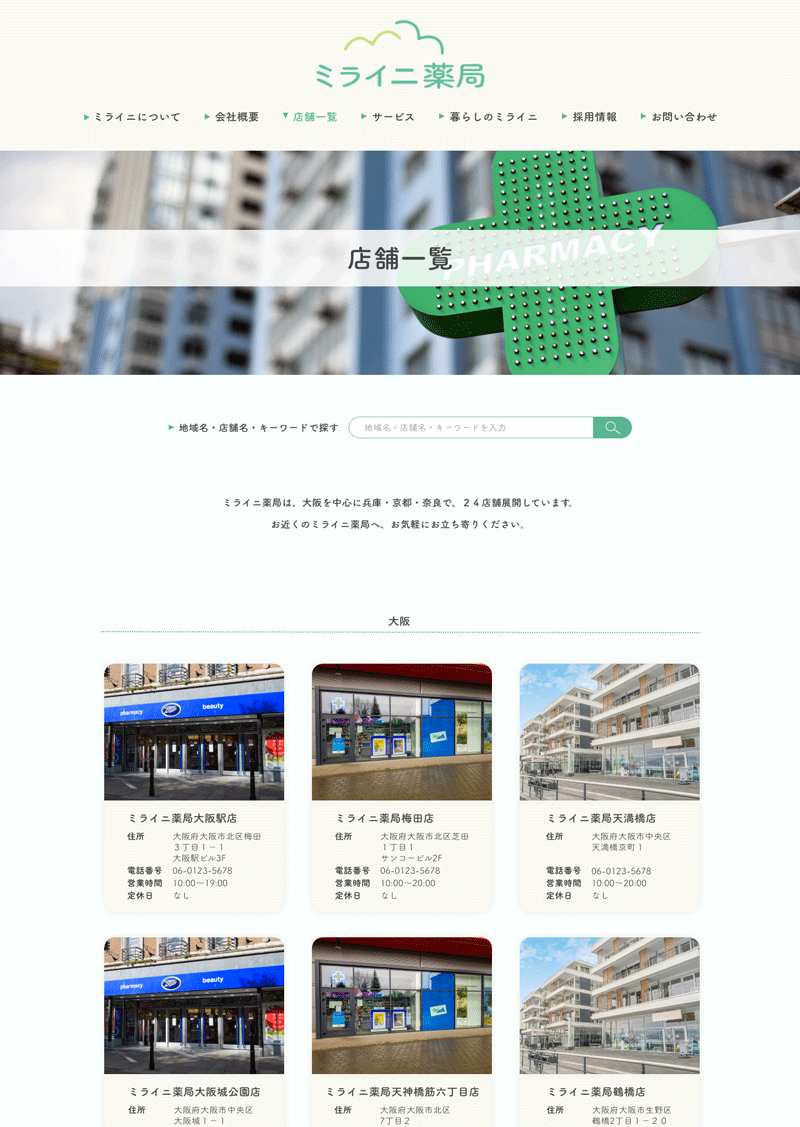 ミライニ薬局
ミライニについて
会社概要
店舗一覧
サービス
暮らしのミライニ
採用情報
お問い合わせ
PHARMACY
店舗一覧
地域名・店舗名・キーワードで探す
地域名・店舗名・キーワードを入力
ミライニ薬局は、大阪を中心に兵庫・京都・奈良で、２４店舗展開しています。
お近くのミライニ薬局へ、お気軽にお立ち寄りください。
大阪
pharmacy
beauty
ミライニ薬局大阪駅店
住所 大阪府大阪市北区梅田
３丁目１－１
大阪駅ビル3F
電話番号 06-0123-5678
営業時間 10:00〜19:00
定休日 なし
ミライニ薬局梅田店
住所 大阪府大阪市北区芝田
１丁目１
サンコービル2F
電話番号 06-0123-5678
営業時間 10:00〜20:00
定休日 なし
ミライニ薬局天満橋店
住所 大阪府大阪市中央区
天満橋京町１
電話番号 06-0123-5678
営業時間 10:00〜20:00
定休日 なし
pharmacy
beauty
ミライニ薬局大阪城公園店
住所 大阪府大阪市中央区
大阪城１－１
ミライニ薬局天神橋筋六丁目店
住所 大阪府大阪市北区
7丁目２
ミライニ薬局鶴橋店
住所 大阪府大阪市生野区
鶴橋2丁目１－２０